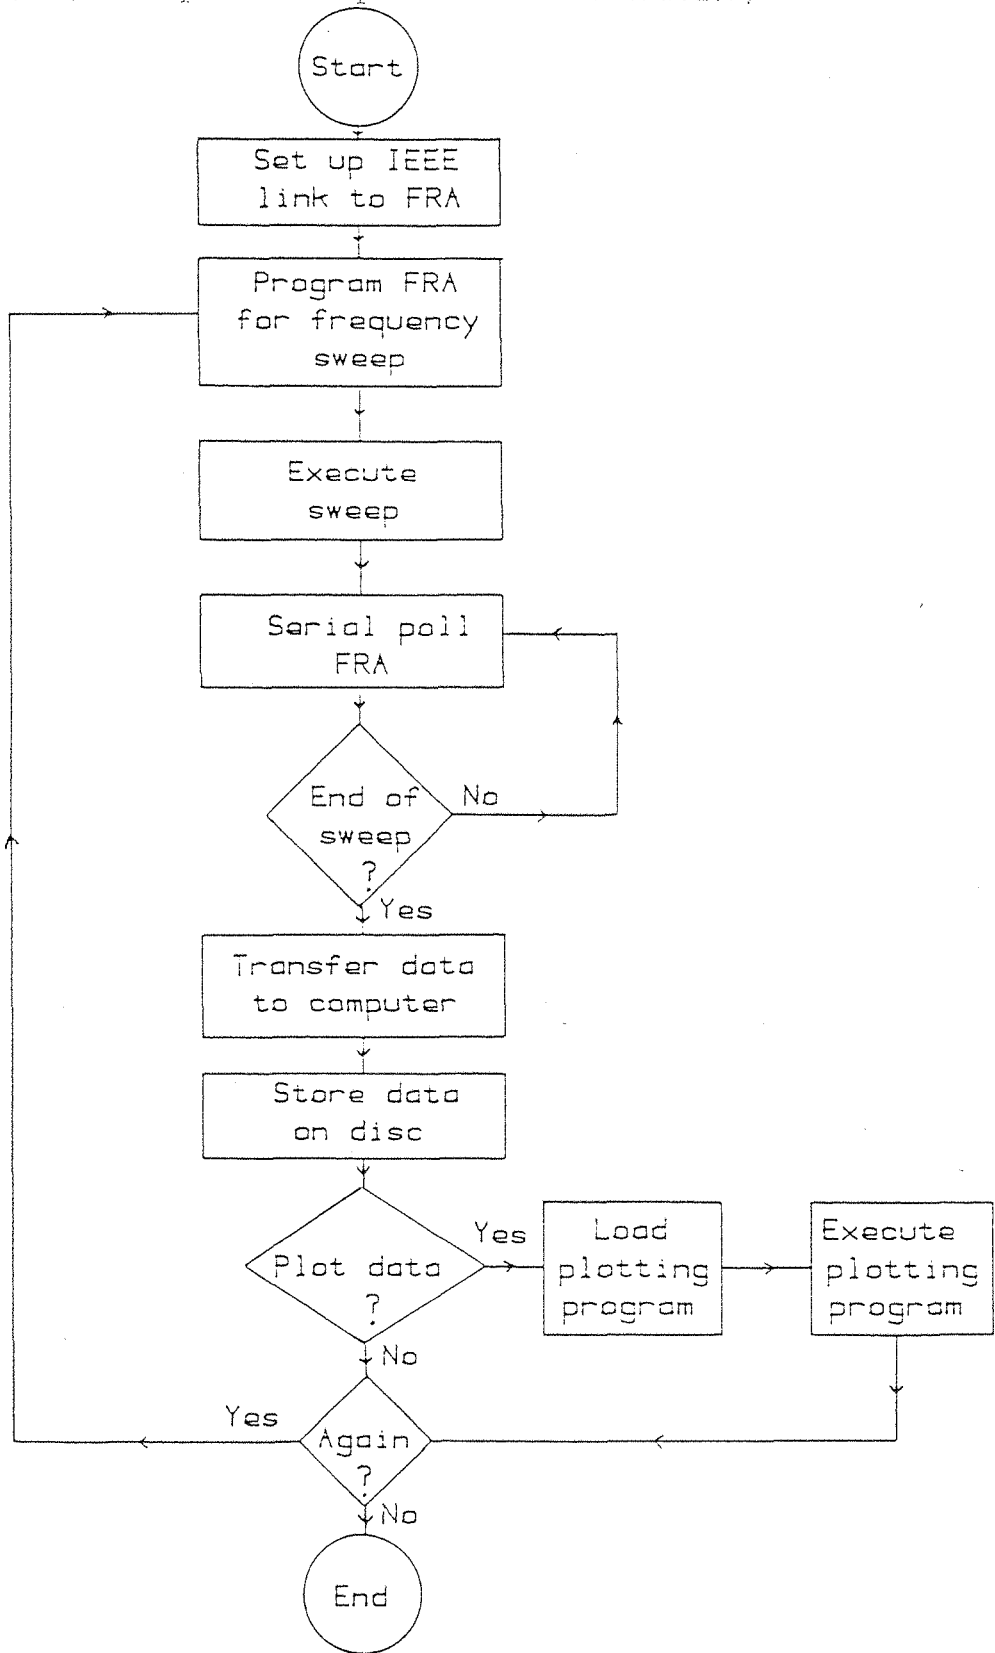 Start
Set up IEEE
link to FRA
Program FRA
for frequency
sweep
Execute
sweep
Serial poll
FRA
End of
sweep
?
No
Yes
Transfer data
to computer
Store data
on disc
Plot data
?
Yes
Load
plotting
program
Execute
plotting
program
No
Again
?
Yes
No
End